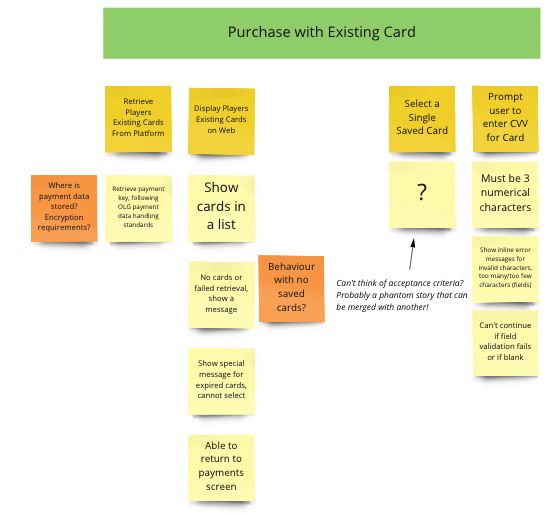 Purchase with Existing Card
Retrieve
Players
Existing Cards
From Platform
Display Players
Existing Cards
on Web
Select a
Single
Saved Card
Prompt
user to
enter CVV
for Card
Where is
payment data
stored?
Encryption
requirements?
Retrieve payment
key, following
OLG payment
data handling
standards
Show
cards in
a list
?
Must be 3
numerical
characters
No cards or
failed retrieval,
show a
message
Behaviour
with no
saved
cards?
Can't think of acceptance criteria?
Probably a phantom story that can
be merged with another!
Show inline error
messages for
invalid characters,
too many/too few
characters (fields)
Show special
message for
expired cards,
cannot select
Can't continue
if field
validation fails
or if blank
Able to
return to
payments
screen